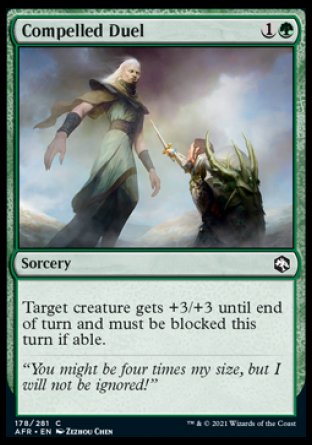 Compelled Duel 1
Sorcery
Target creature gets +3/+3 until end
of turn and must be blocked this
turn if able.
“You might be four times my size, but I
will not be ignored!”
178/281 C
AFR • EN Zizhou Chen
™ & © 2021 Wizards of the Coast